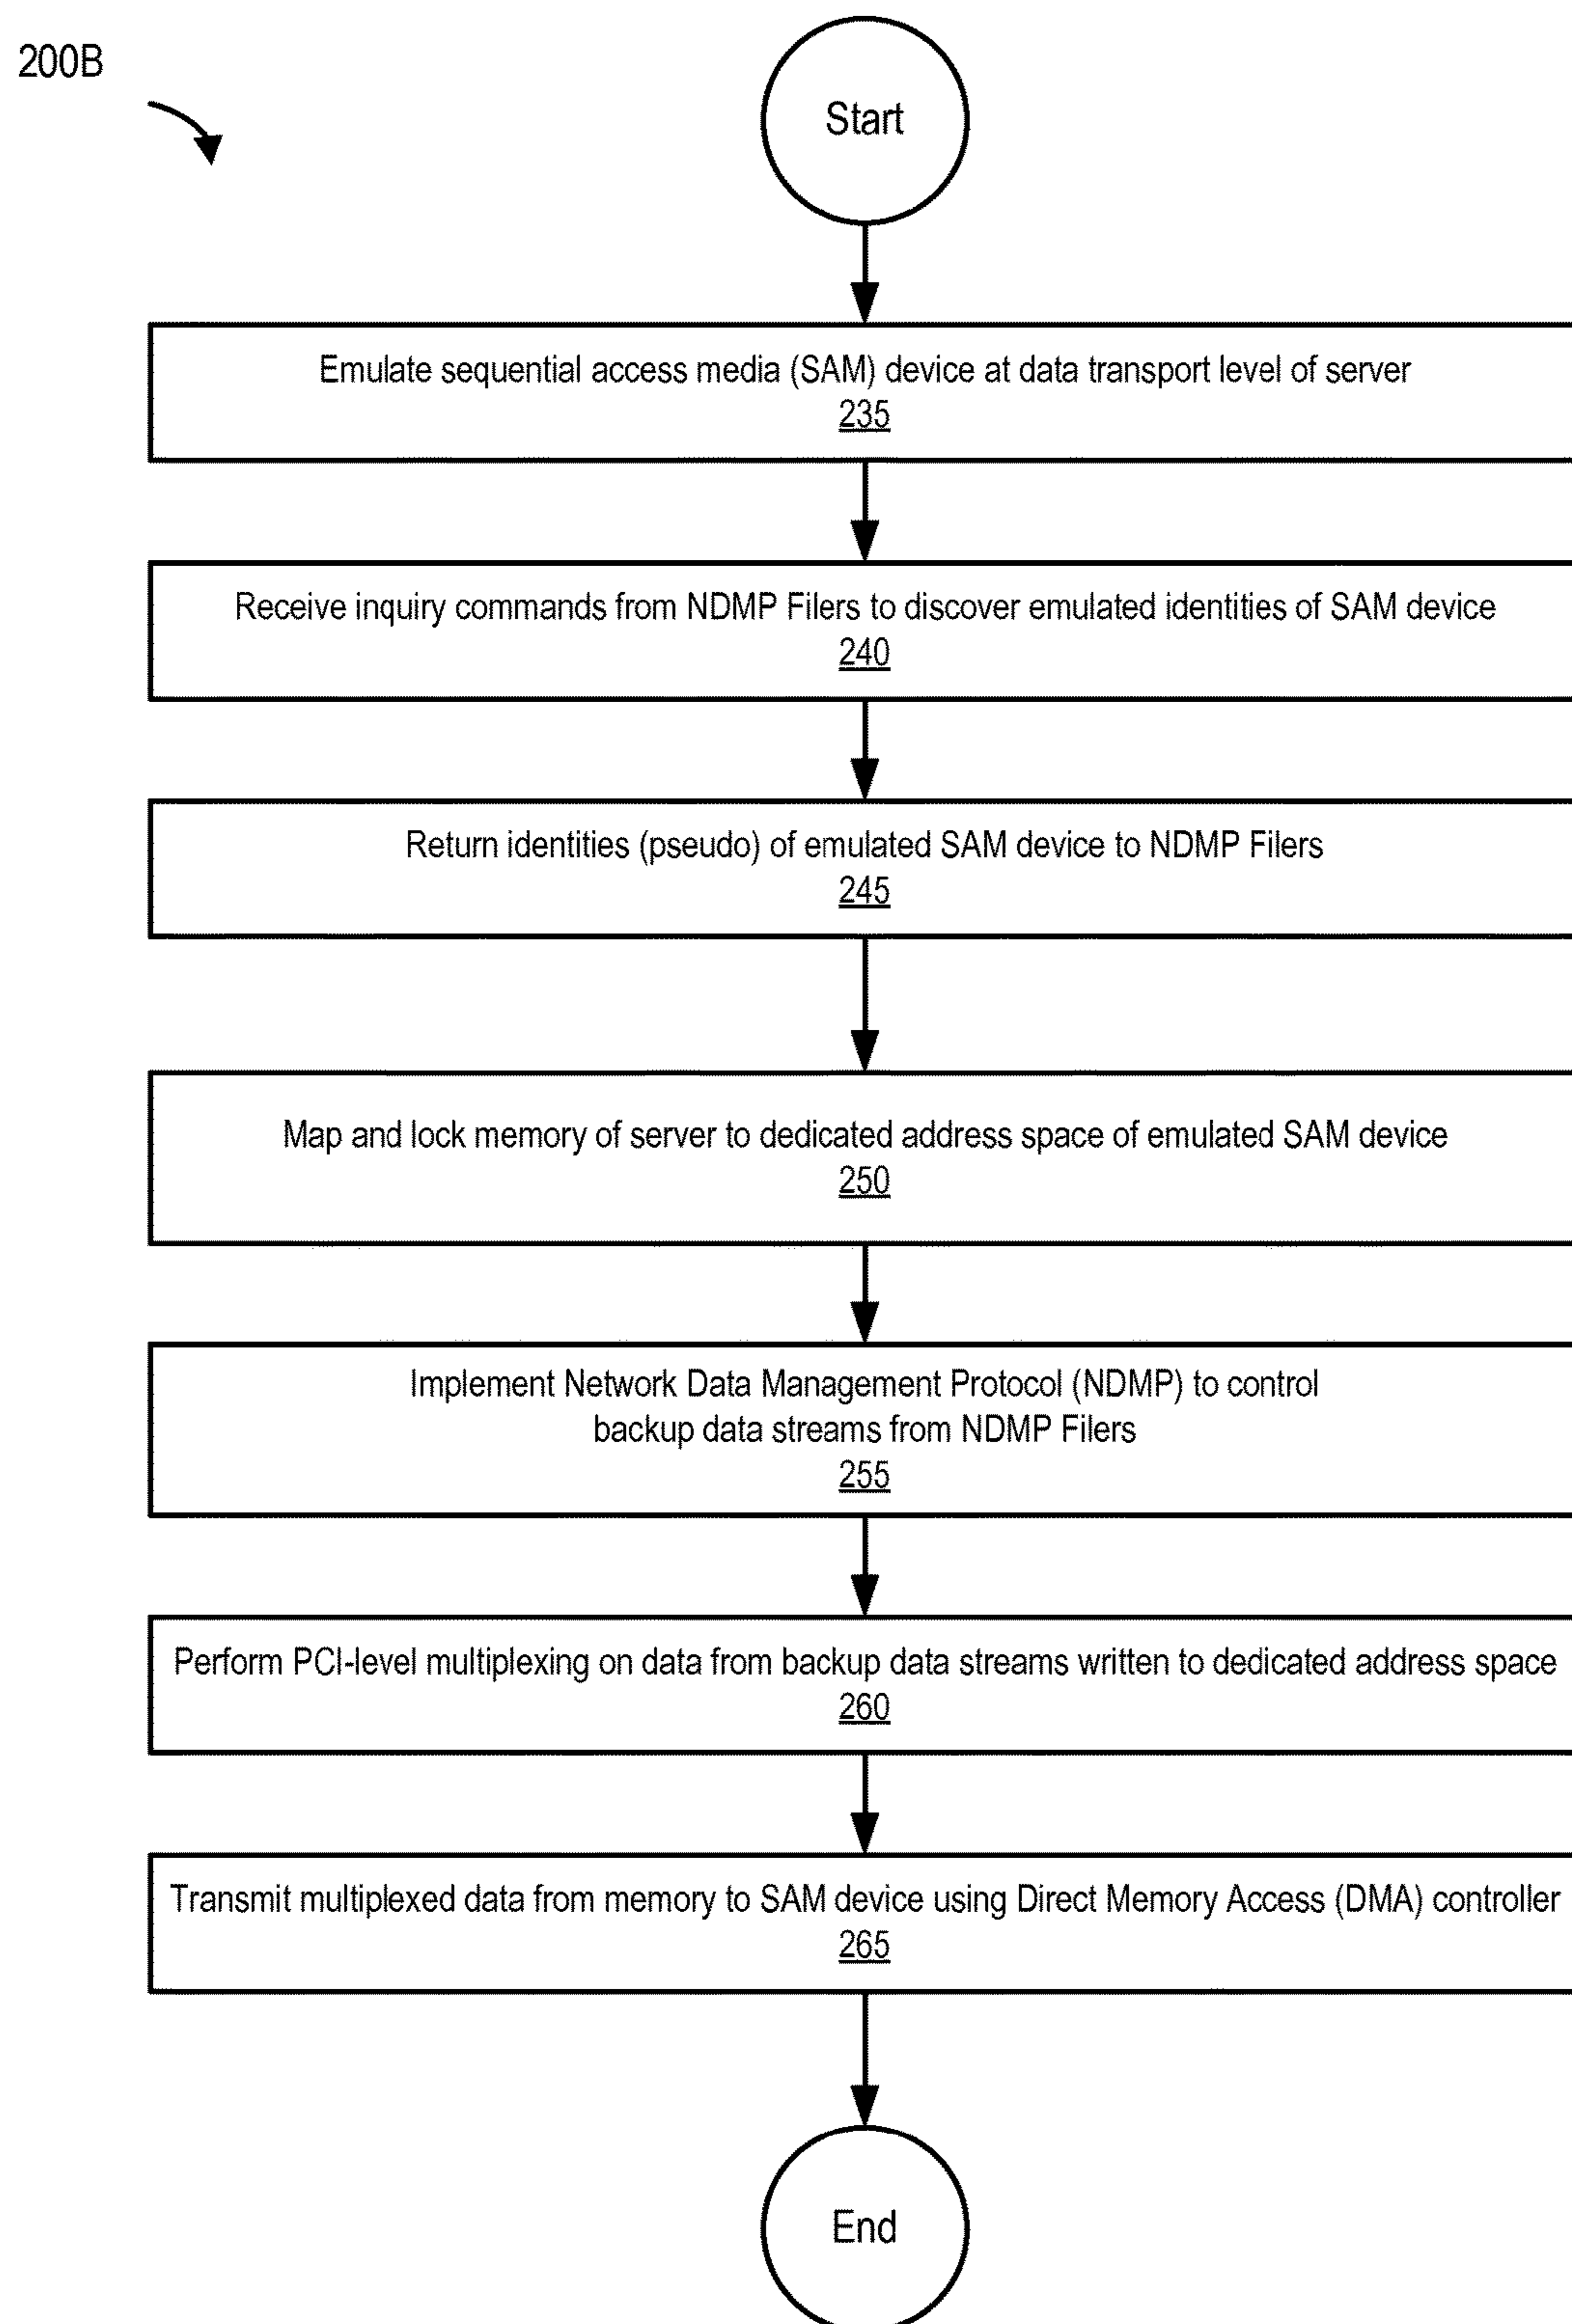 200B
Start
Emulate sequential access media (SAM) device at data transport level of server
235
Receive inquiry commands from NDMP Filers to discover emulated identities of SAM device
240
Return identities (pseudo) of emulated SAM device to NDMP Filers
245
Map and lock memory of server to dedicated address space of emulated SAM device
250
Implement Network Data Management Protocol (NDMP) to control
backup data streams from NDMP Filers
255
Perform PCI-level multiplexing on data from backup data streams written to dedicated address space
260
Transmit multiplexed data from memory to SAM device using Direct Memory Access (DMA) controller
265
End